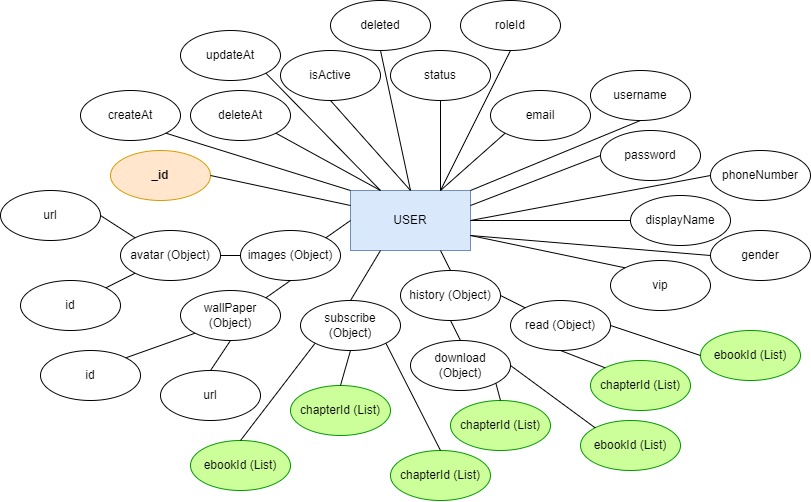 deleted
roleId
updateAt
isActive
status
createAt
deleteAt
email
username
password
_id
phoneNumber
url
USER
displayName
avatar (Object)
images (Object)
gender
vip
id
wallPaper
(Object)
history (Object)
subscribe
(Object)
read (Object)
id
url
download
(Object)
ebookId (List)
chapterId (List)
chapterId (List)
chapterId (List)
ebookId (List)
ebookId (List)
chapterId (List)